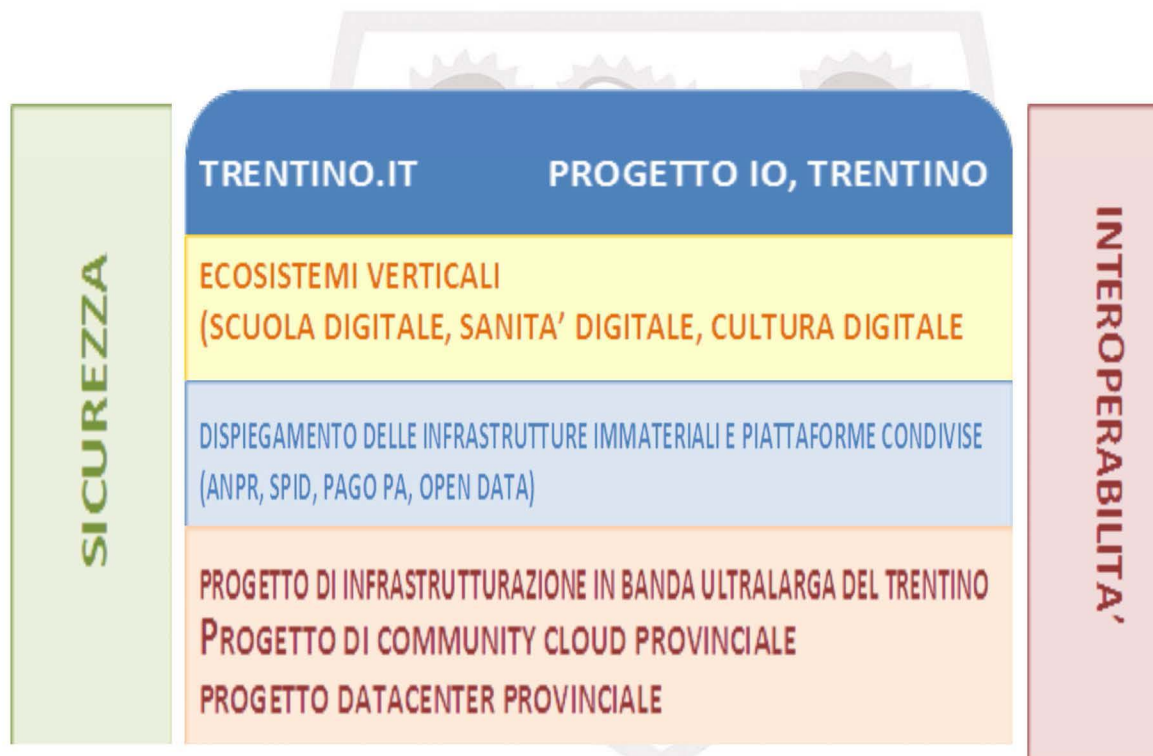 SICUREZZA
TRENTINO.IT PROGETTO IO, TRENTINO
ECOSISTEMI VERTICALI
(SCUOLA DIGITALE, SANITA’ DIGITALE, CULTURA DIGITALE
DISPIEGAMENTO DELLE INFRASTRUTTURE IMMATERIALI E PIATTAFORME CONDIVISE
(ANPR, SPID, PAGO PA, OPEN DATA)
PROGETTO DI INFRASTRUTTURAZIONE IN BANDA ULTRALARGA DEL TRENTINO
PROGETTO DI COMMUNITY CLOUD PROVINCIALE
PROGETTO DATACENTER PROVINCIALE
INTEROPERABILITA’